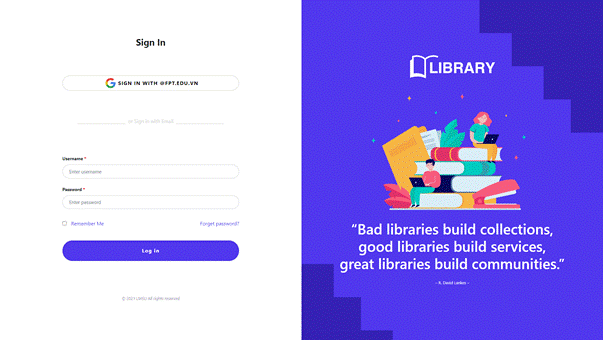 Sign In
SIGN IN WITH @FPT.EDU.VN
or Sign in with Email
Username *
Enter username
Password *
Enter password
Remember Me
Forget password?
Log in
All rights reserved
LIBRARY
“Bad libraries build collections,
good libraries build services,
great libraries build communities.”
– R. David Lankes –